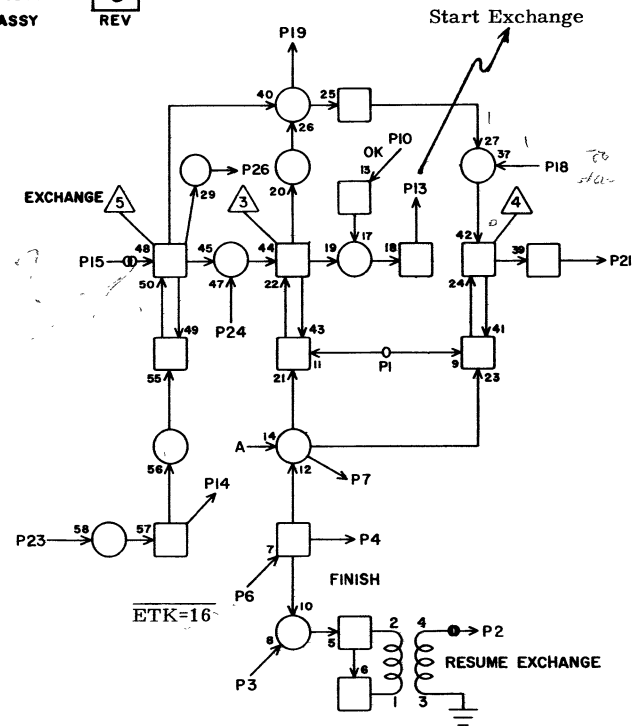 ASSY
REV
Start Exchange
P19
40
25
26
27
37
P18
P10
OK
13
P26
29
20
P13
EXCHANGE
5
3
4
17
P15
48
45
44
19
18
42
39
P21
50
47
22
24
49
P24
43
41
55
21
11
P1
9
23
A
14
12
P7
56
P14
P23
58
57
7
P4
P6
FINISH
ETK=16
10
8
5
2
4
P2
P3
6
RESUME EXCHANGE
1
3